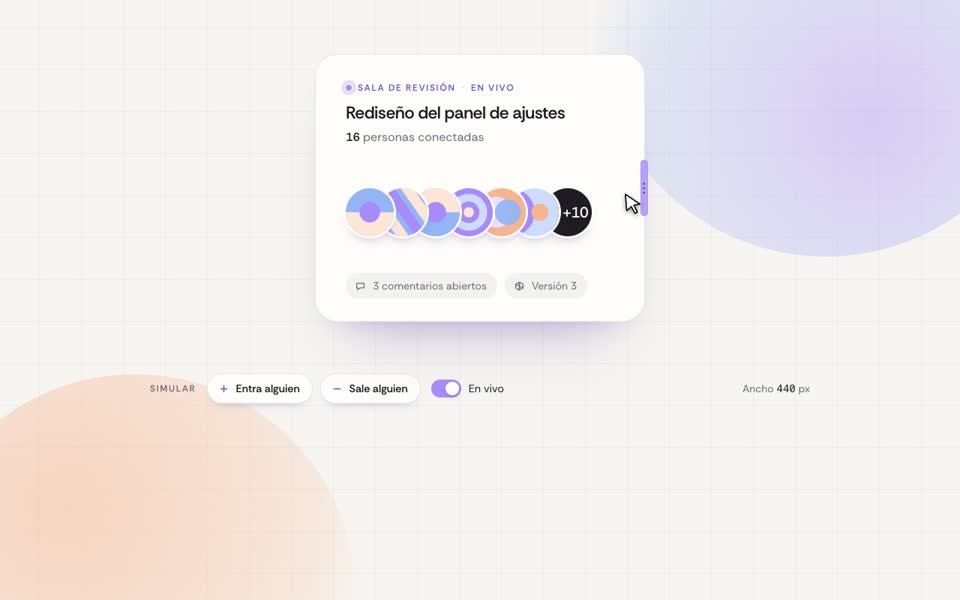 SALA DE REVISIÓN · EN VIVO
Rediseño del panel de ajustes
16 personas conectadas
+10
3 comentarios abiertos
Versión 3
SIMULAR
+ Entra alguien
− Sale alguien
En vivo
Ancho 440 px